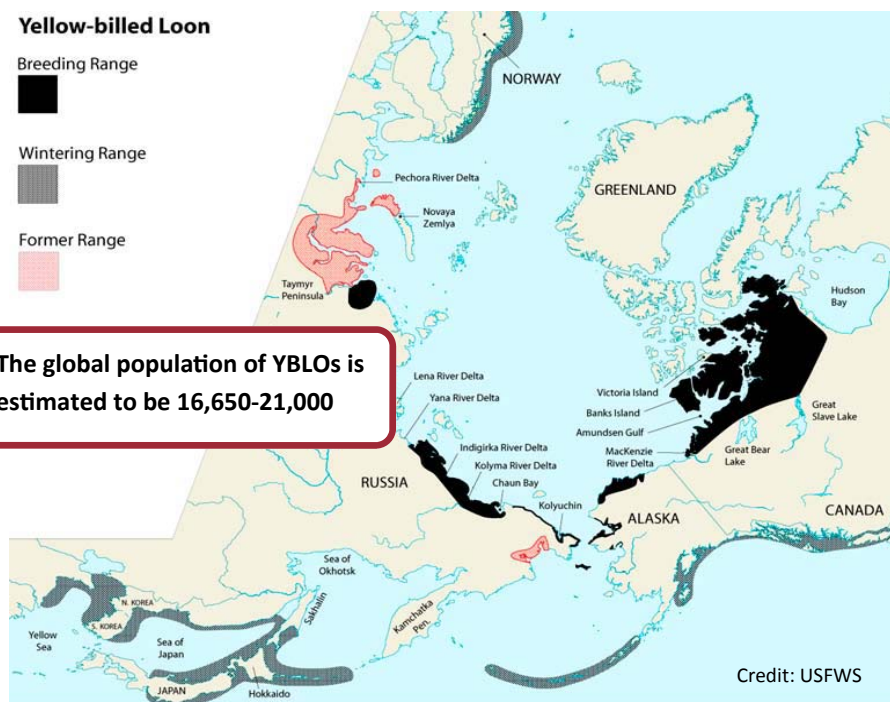 Yellow-billed Loon
Breeding Range
Wintering Range
Former Range
The global population of YBLOs is
estimated to be 16,650-21,000
NORWAY
Pechora River Delta
Novaya
Zemlya
GREENLAND
Taymyr
Peninsula
Hudson
Bay
Lena River Delta
Yana River Delta
Victoria Island
Banks Island
Amundsen Gulf
MacKenzie
River Delta
Great
Slave Lake
Great Bear
Lake
Indigirka River Delta
Kolyma River Delta
Chaun Bay
Kolyuchin
RUSSIA
ALASKA
CANADA
Sea of
Okhotsk
Sakhalin
Kamchatka
Pen.
N. KOREA
S. KOREA
Yellow
Sea
Sea of
Japan
JAPAN
Hokkaido
Credit: USFWS